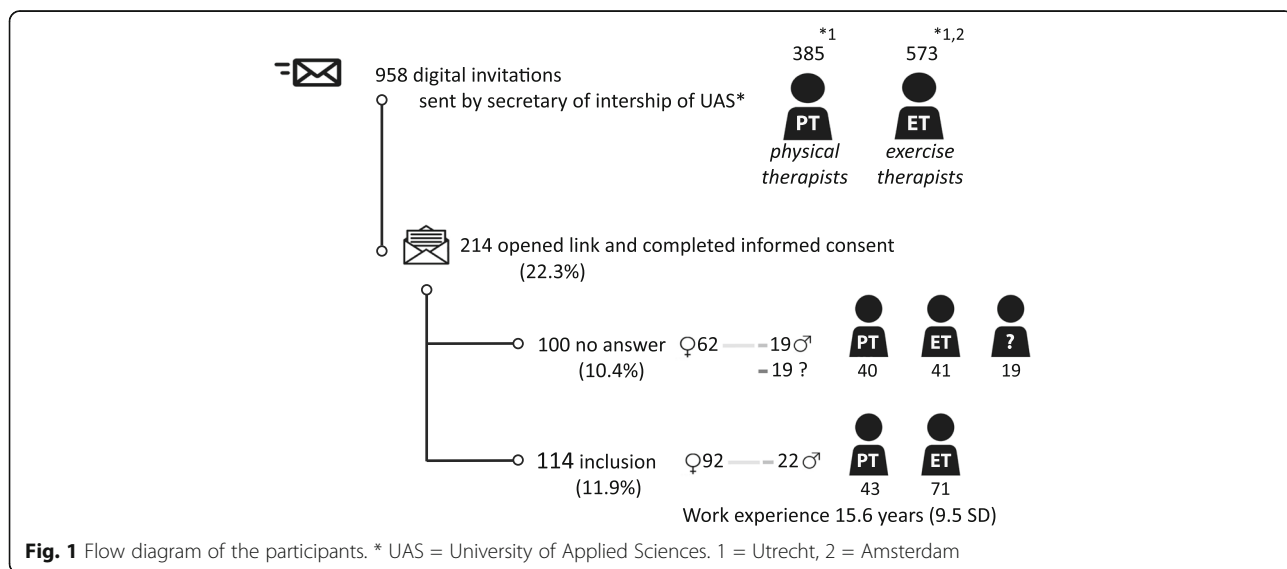 *1
*1,2
385
573
958 digital invitations
sent by secretary of intership of UAS*
PT
ET
physical
therapists
exercise
therapists
214 opened link and completed informed consent
(22.3%)
100 no answer ♀62 19♂
(10.4%)
19 ?
PT
ET
?
40
41
19
114 inclusion ♀92 22♂
(11.9%)
PT
ET
43
71
Work experience 15.6 years (9.5 SD)
Fig. 1 Flow diagram of the participants. * UAS = University of Applied Sciences. 1 = Utrecht, 2 = Amsterdam